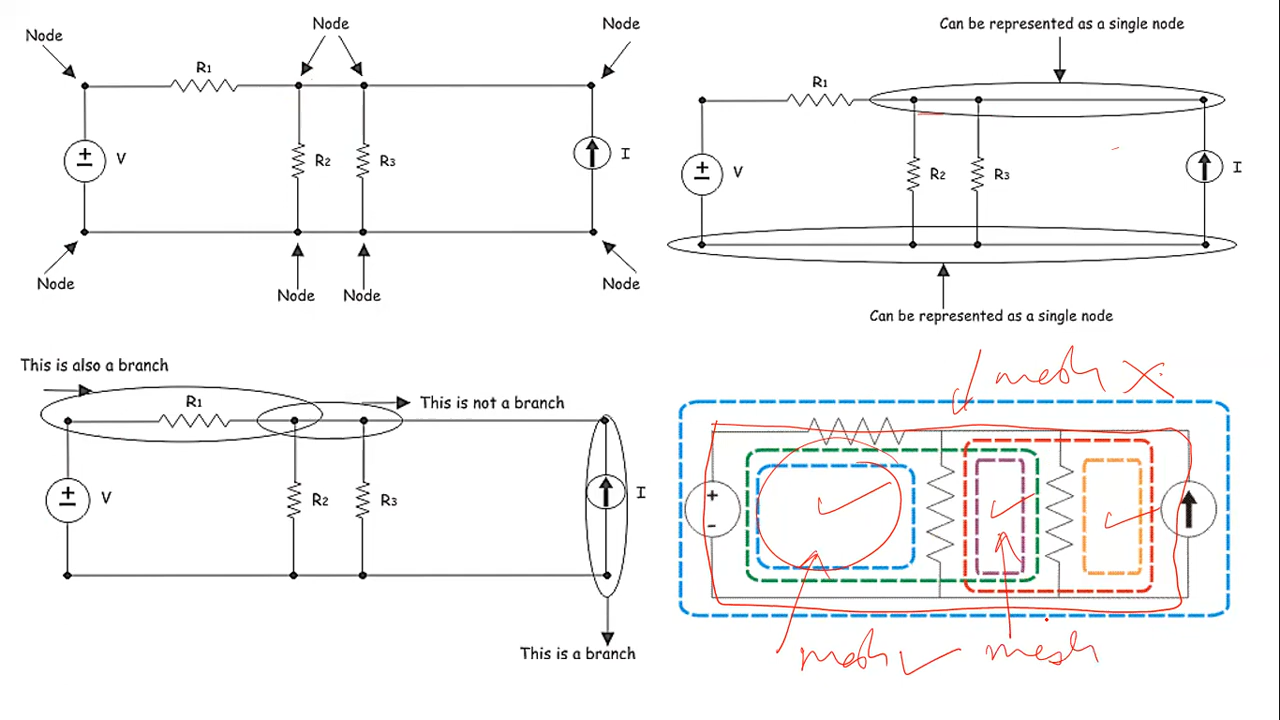 Node
Node
Node
R1
V
R2
R3
I
Node
Node
Node
Node
Can be represented as a single node
R1
V
R2
R3
I
Can be represented as a single node
This is also a branch
R1
This is not a branch
V
R2
R3
I
This is a branch
mesh X
+
-
mesh ✓
mesh